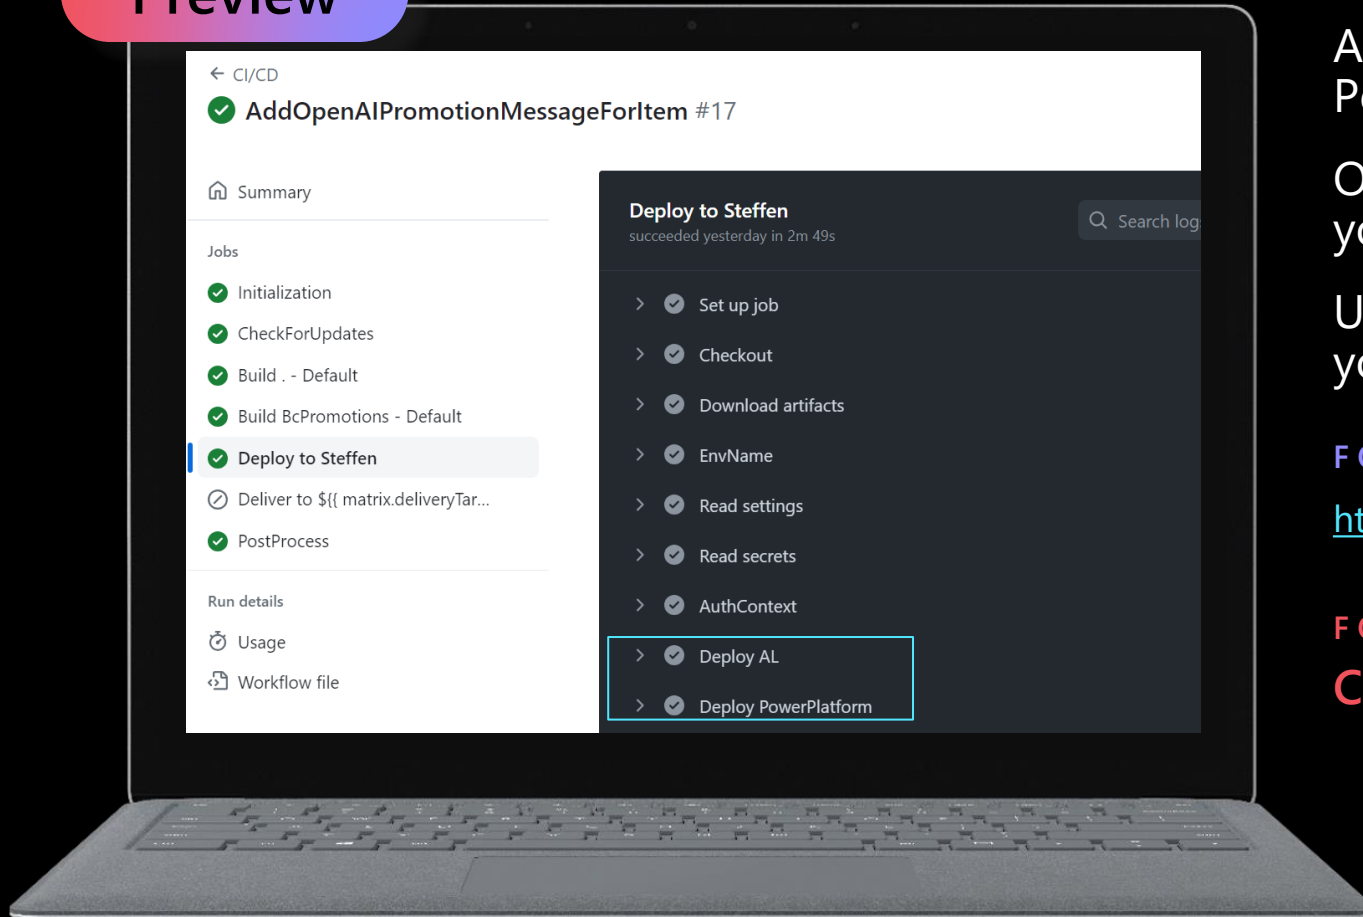 Preview
CI/CD
AddOpenAIPromotionMessageForItem #17
Summary
Jobs
Initialization
CheckForUpdates
Build . - Default
Build BcPromotions - Default
Deploy to Steffen
Deliver to ${{ matrix.deliveryTar...
PostProcess
Run details
Usage
Workflow file
Deploy to Steffen
succeeded yesterday in 2m 49s
Search log
Set up job
Checkout
Download artifacts
EnvName
Read settings
Read secrets
AuthContext
Deploy AL
Deploy PowerPlatform